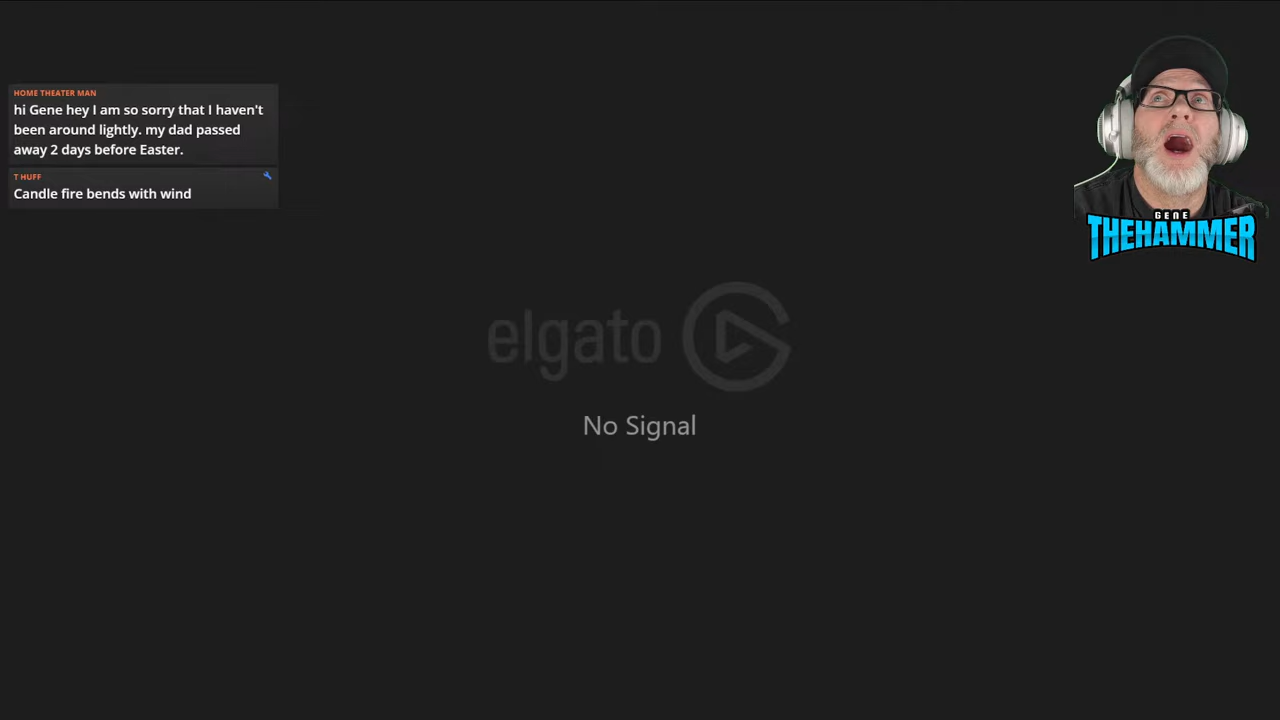 HOME THEATER MAN
hi Gene hey I am so sorry that I haven't
been around lightly. my dad passed
away 2 days before Easter.
T HUFF
Candle fire bends with wind
GENE
THEHAMMER
elgato
No Signal